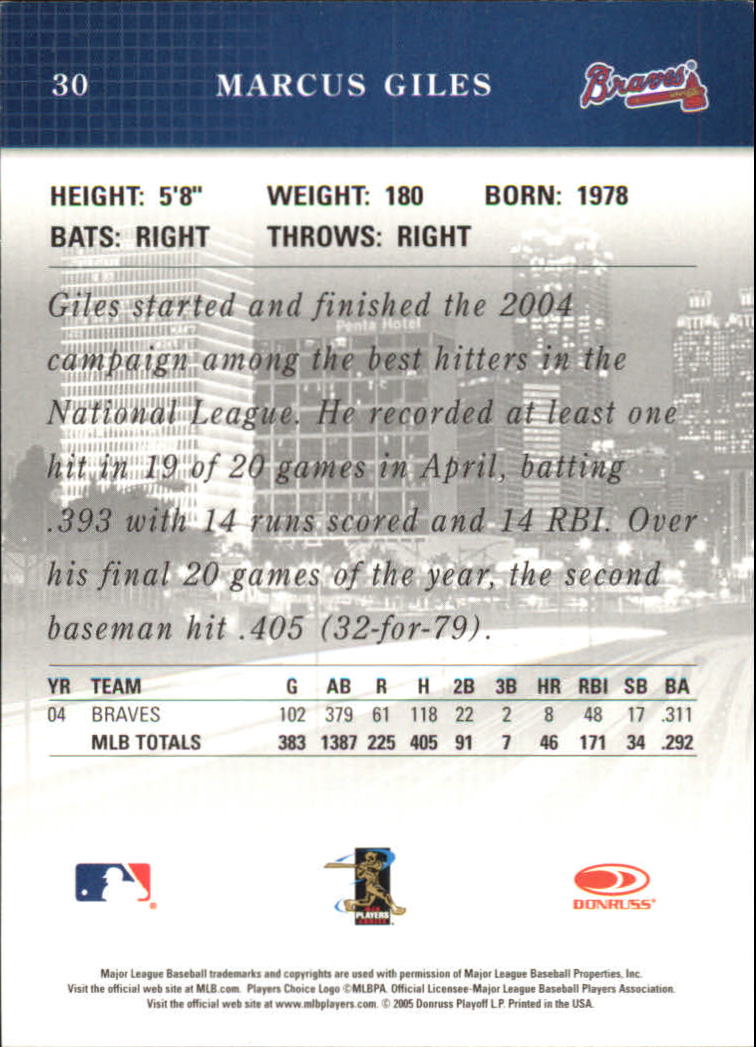 30 MARCUS GILES Braves
HEIGHT: 5'8" WEIGHT: 180 BORN: 1978
BATS: RIGHT THROWS: RIGHT
Penta Hotel
Giles started and finished the 2004
campaign among the best hitters in the
National League. He recorded at least one
hit in 19 of 20 games in April, batting
.393 with 14 runs scored and 14 RBI. Over
his final 20 games of the year, the second
baseman hit .405 (32-for-79).
YR TEAM G AB R H 2B 3B HR RBI SB BA
04 BRAVES 102 379 61 118 22 2 8 48 17 .311
MLB TOTALS 383 1387 225 405 91 7 46 171 34 .292
PLAYERS
CHOICE
DONRUSS
Major League Baseball trademarks and copyrights are used with permission of Major League Baseball Properties, Inc.
Visit the official web site at MLB.com. Players Choice Logo ©MLBPA. Official Licensee-Major League Baseball Players Association.
Visit the official web site at www.mlbplayers.com. © 2005 Donruss Playoff L.P. Printed in the USA.